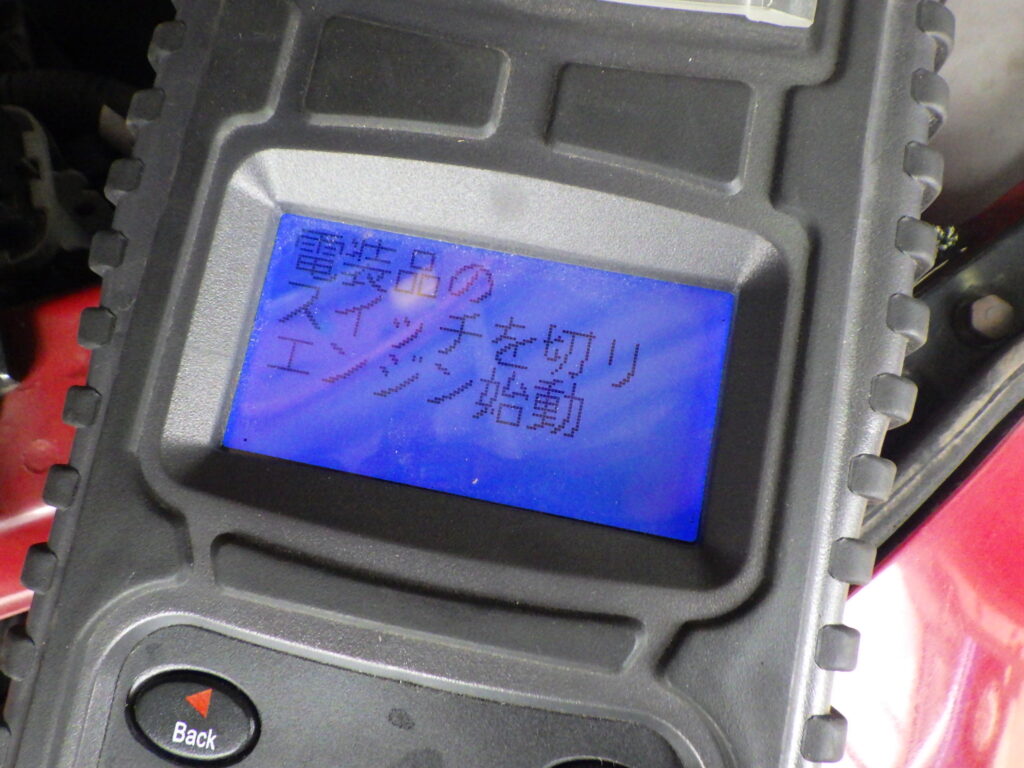 電装品の
スイッチを切り
エンジン始動
Back